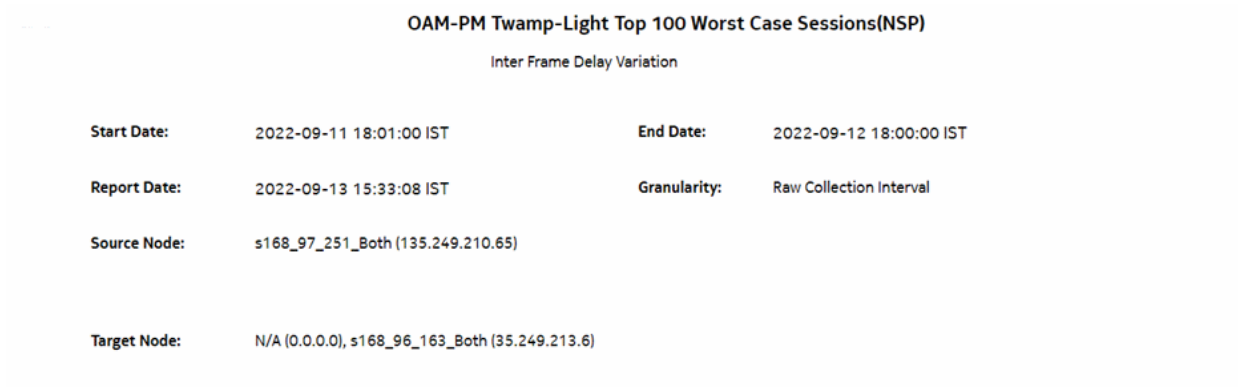 OAM-PM Twamp-Light Top 100 Worst Case Sessions(NSP)
Inter Frame Delay Variation
Start Date: 2022-09-11 18:01:00 IST End Date: 2022-09-12 18:00:00 IST
Report Date: 2022-09-13 15:33:08 IST Granularity: Raw Collection Interval
Source Node: s168_97_251_Both (135.249.210.65)
Target Node: N/A (0.0.0.0), s168_96_163_Both (35.249.213.6)